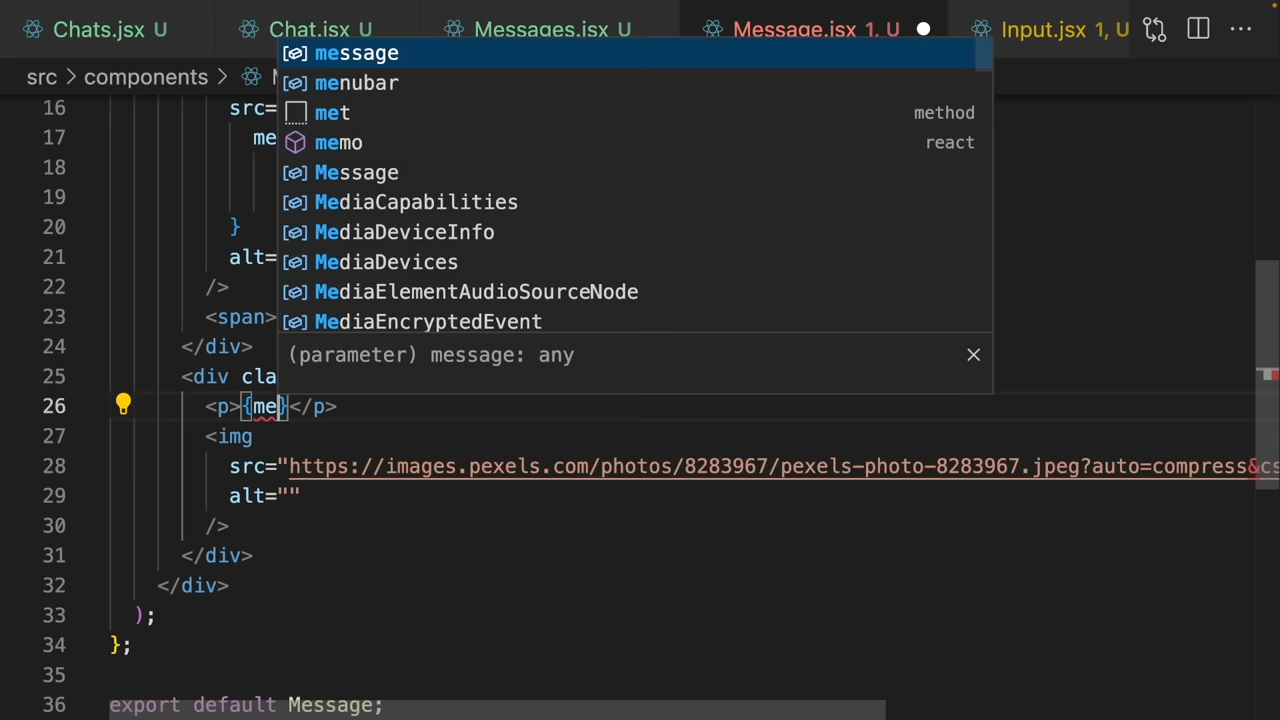 Chats.jsx U
Chat.jsx U
Messages.jsx U
Message.jsx 1, U
Input.jsx 1, U
src > components >
message
menubar
met method
memo react
Message
MediaCapabilities
MediaDeviceInfo
MediaDevices
MediaElementAudioSourceNode
MediaEncryptedEvent
(parameter) message: any
16 src=
17 me
18
19
20 }
21 alt=
22 />
23 <span>
24 </div>
25 <div cla
26 <p>{me}</p>
27 <img
28 src="https://images.pexels.com/photos/8283967/pexels-photo-8283967.jpeg?auto=compress&cs
29 alt=""
30 />
31 </div>
32 </div>
33 );
34 };
35
36 export default Message;